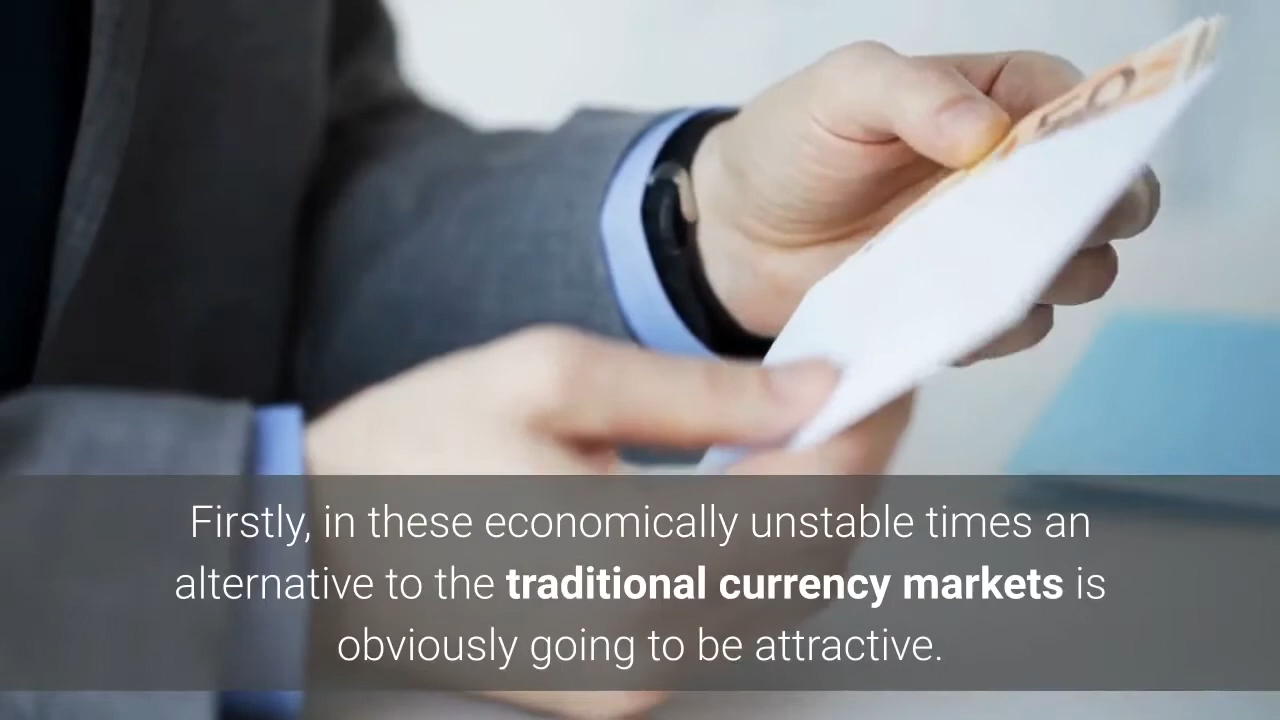 50
Firstly, in these economically unstable times an
alternative to the traditional currency markets is
obviously going to be attractive.